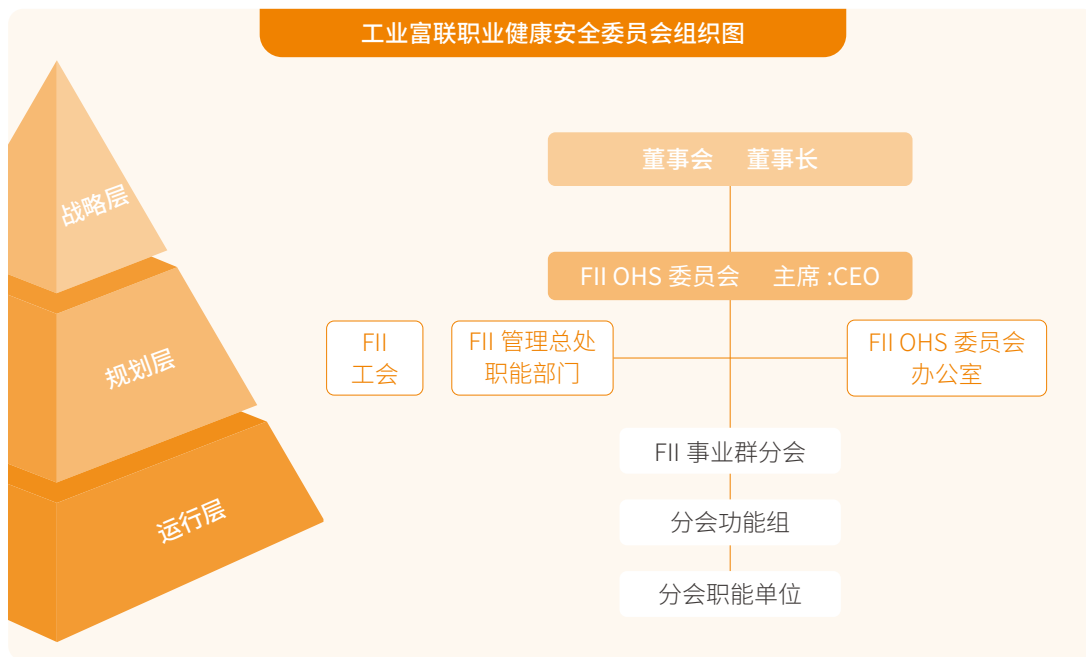 工业富联职业健康安全委员会组织图
战略层
规划层
运行层
董事会 董事长
FII OHS 委员会 主席 :CEO
FII
工会
FII 管理总处
职能部门
FII OHS 委员会
办公室
FII 事业群分会
分会功能组
分会职能单位